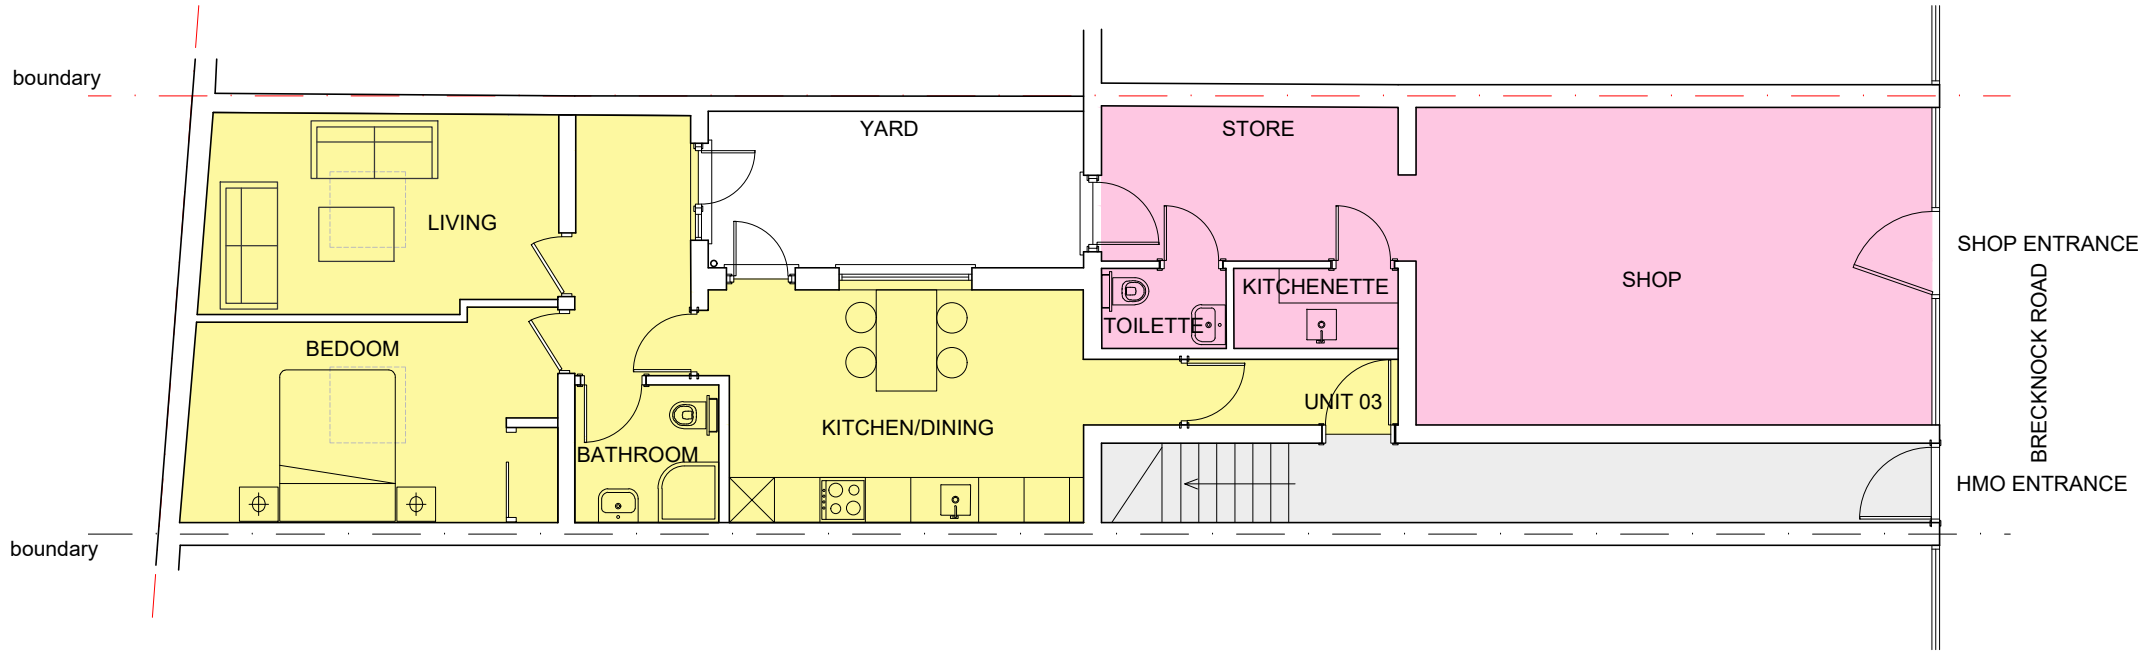 boundary
YARD
STORE
LIVING
SHOP ENTRANCE
SHOP
KITCHENETTE
TOILETTE
BEDOOM
BRECKNOCK ROAD
UNIT 03
KITCHEN/DINING
BATHROOM
HMO ENTRANCE
boundary